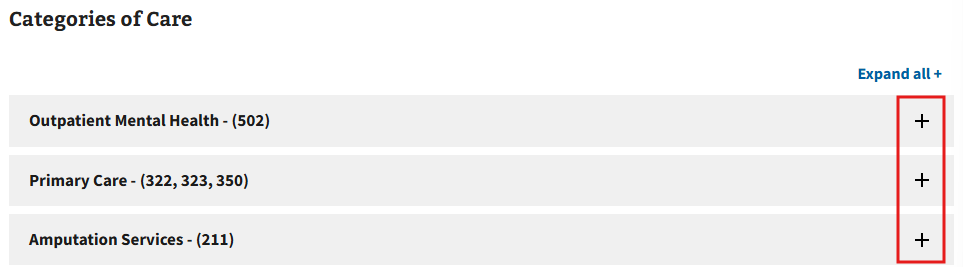 Categories of Care
Expand all +
Outpatient Mental Health - (502) +
Primary Care - (322, 323, 350) +
Amputation Services - (211) +